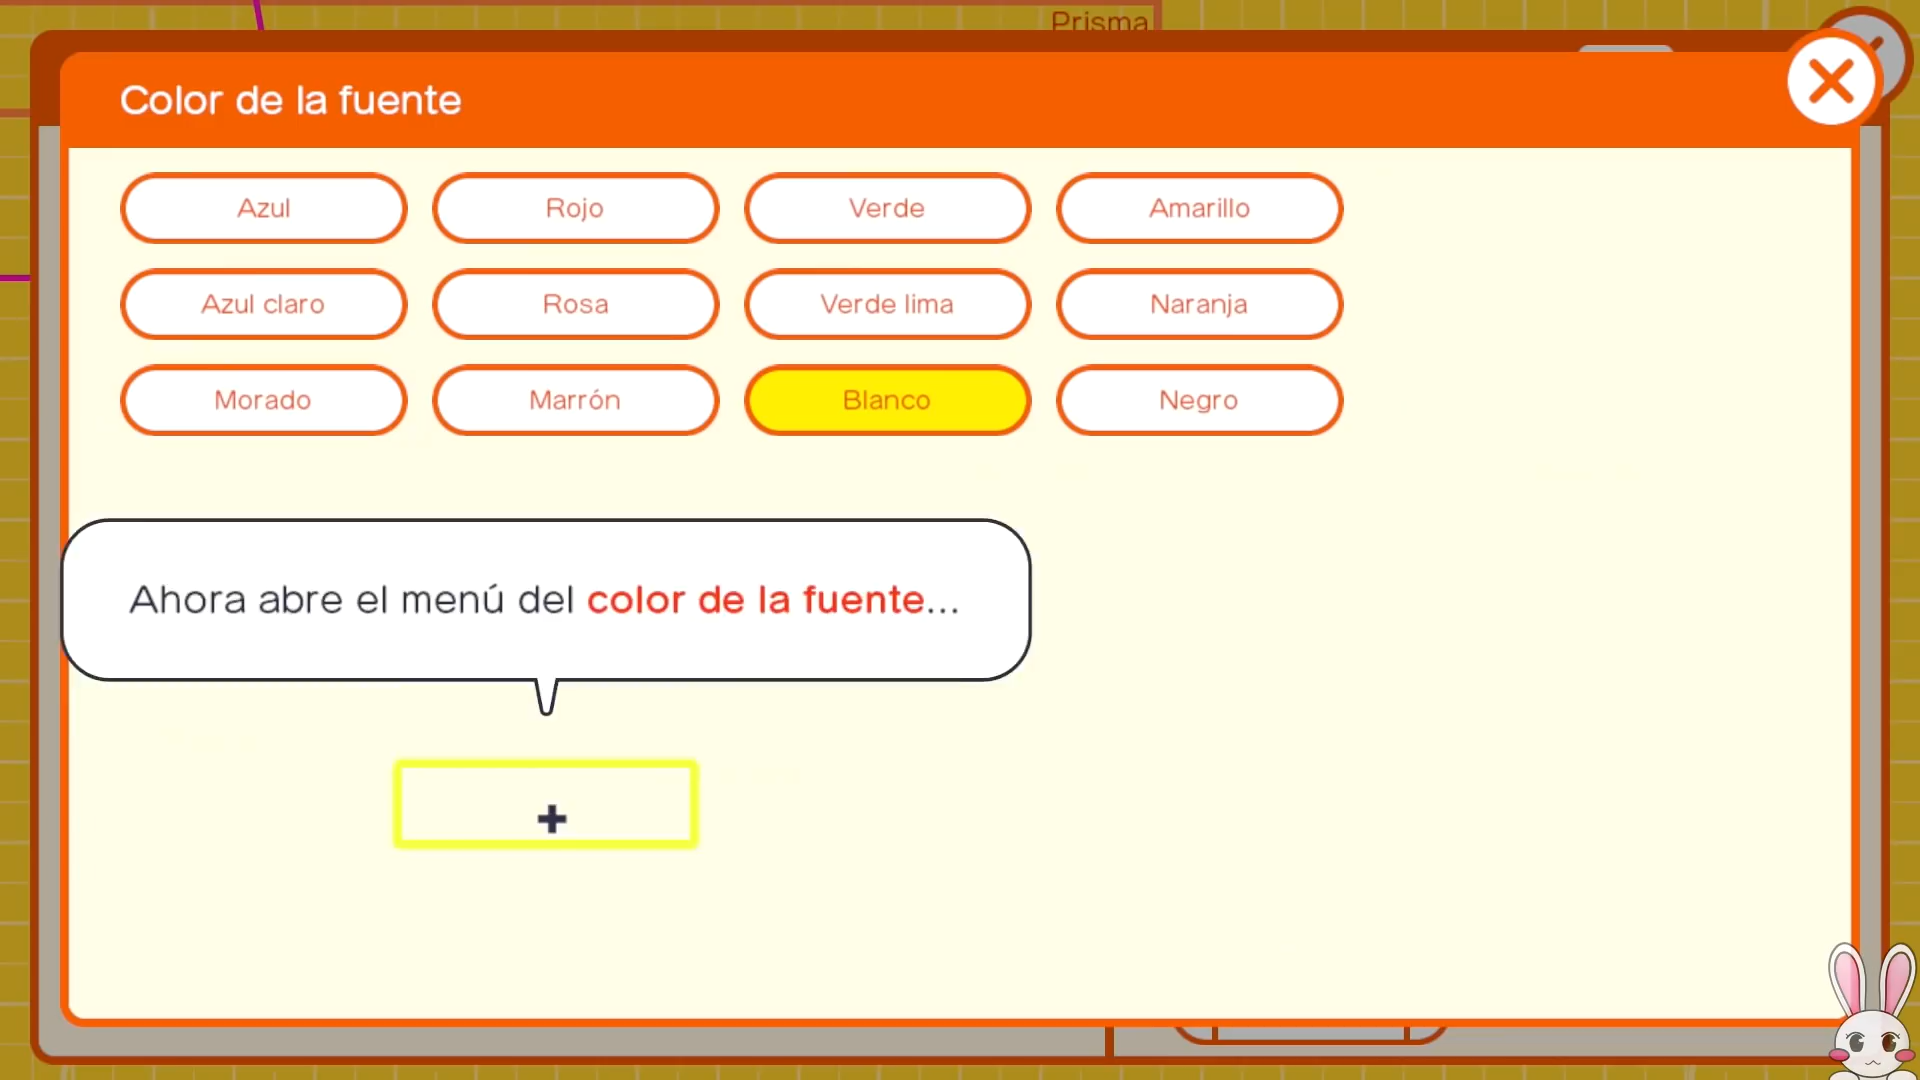 Prisma
Color de la fuente
Azul
Rojo
Verde
Amarillo
Azul claro
Rosa
Verde lima
Naranja
Morado
Marrón
Blanco
Negro
Ahora abre el menú del color de la fuente...